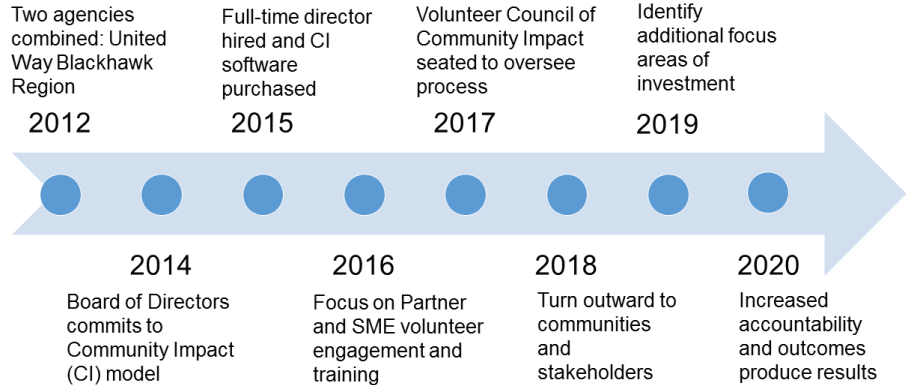 Two agencies
combined: United
Way Blackhawk
Region
2012
Full-time director
hired and CI
software
purchased
2015
Volunteer Council of
Community Impact
seated to oversee
process
2017
Identify
additional focus
areas of
investment
2019
2014
Board of Directors
commits to
Community Impact
(CI) model
2016
Focus on Partner
and SME volunteer
engagement and
training
2018
Turn outward to
communities
and
stakeholders
2020
Increased
accountability
and outcomes
produce results